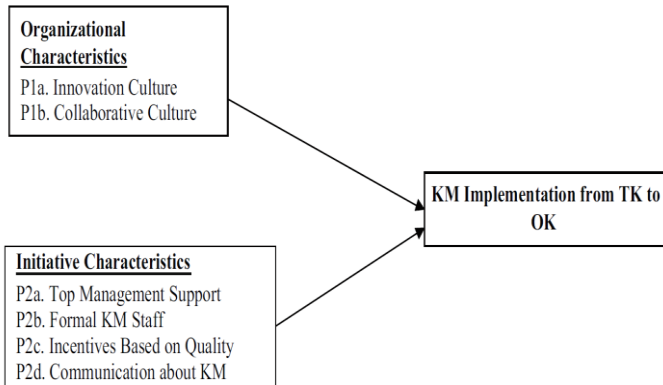 Organizational
Characteristics
P1a. Innovation Culture
P1b. Collaborative Culture
KM Implementation from TK to
OK
Initiative Characteristics
P2a. Top Management Support
P2b. Formal KM Staff
P2c. Incentives Based on Quality
P2d. Communication about KM